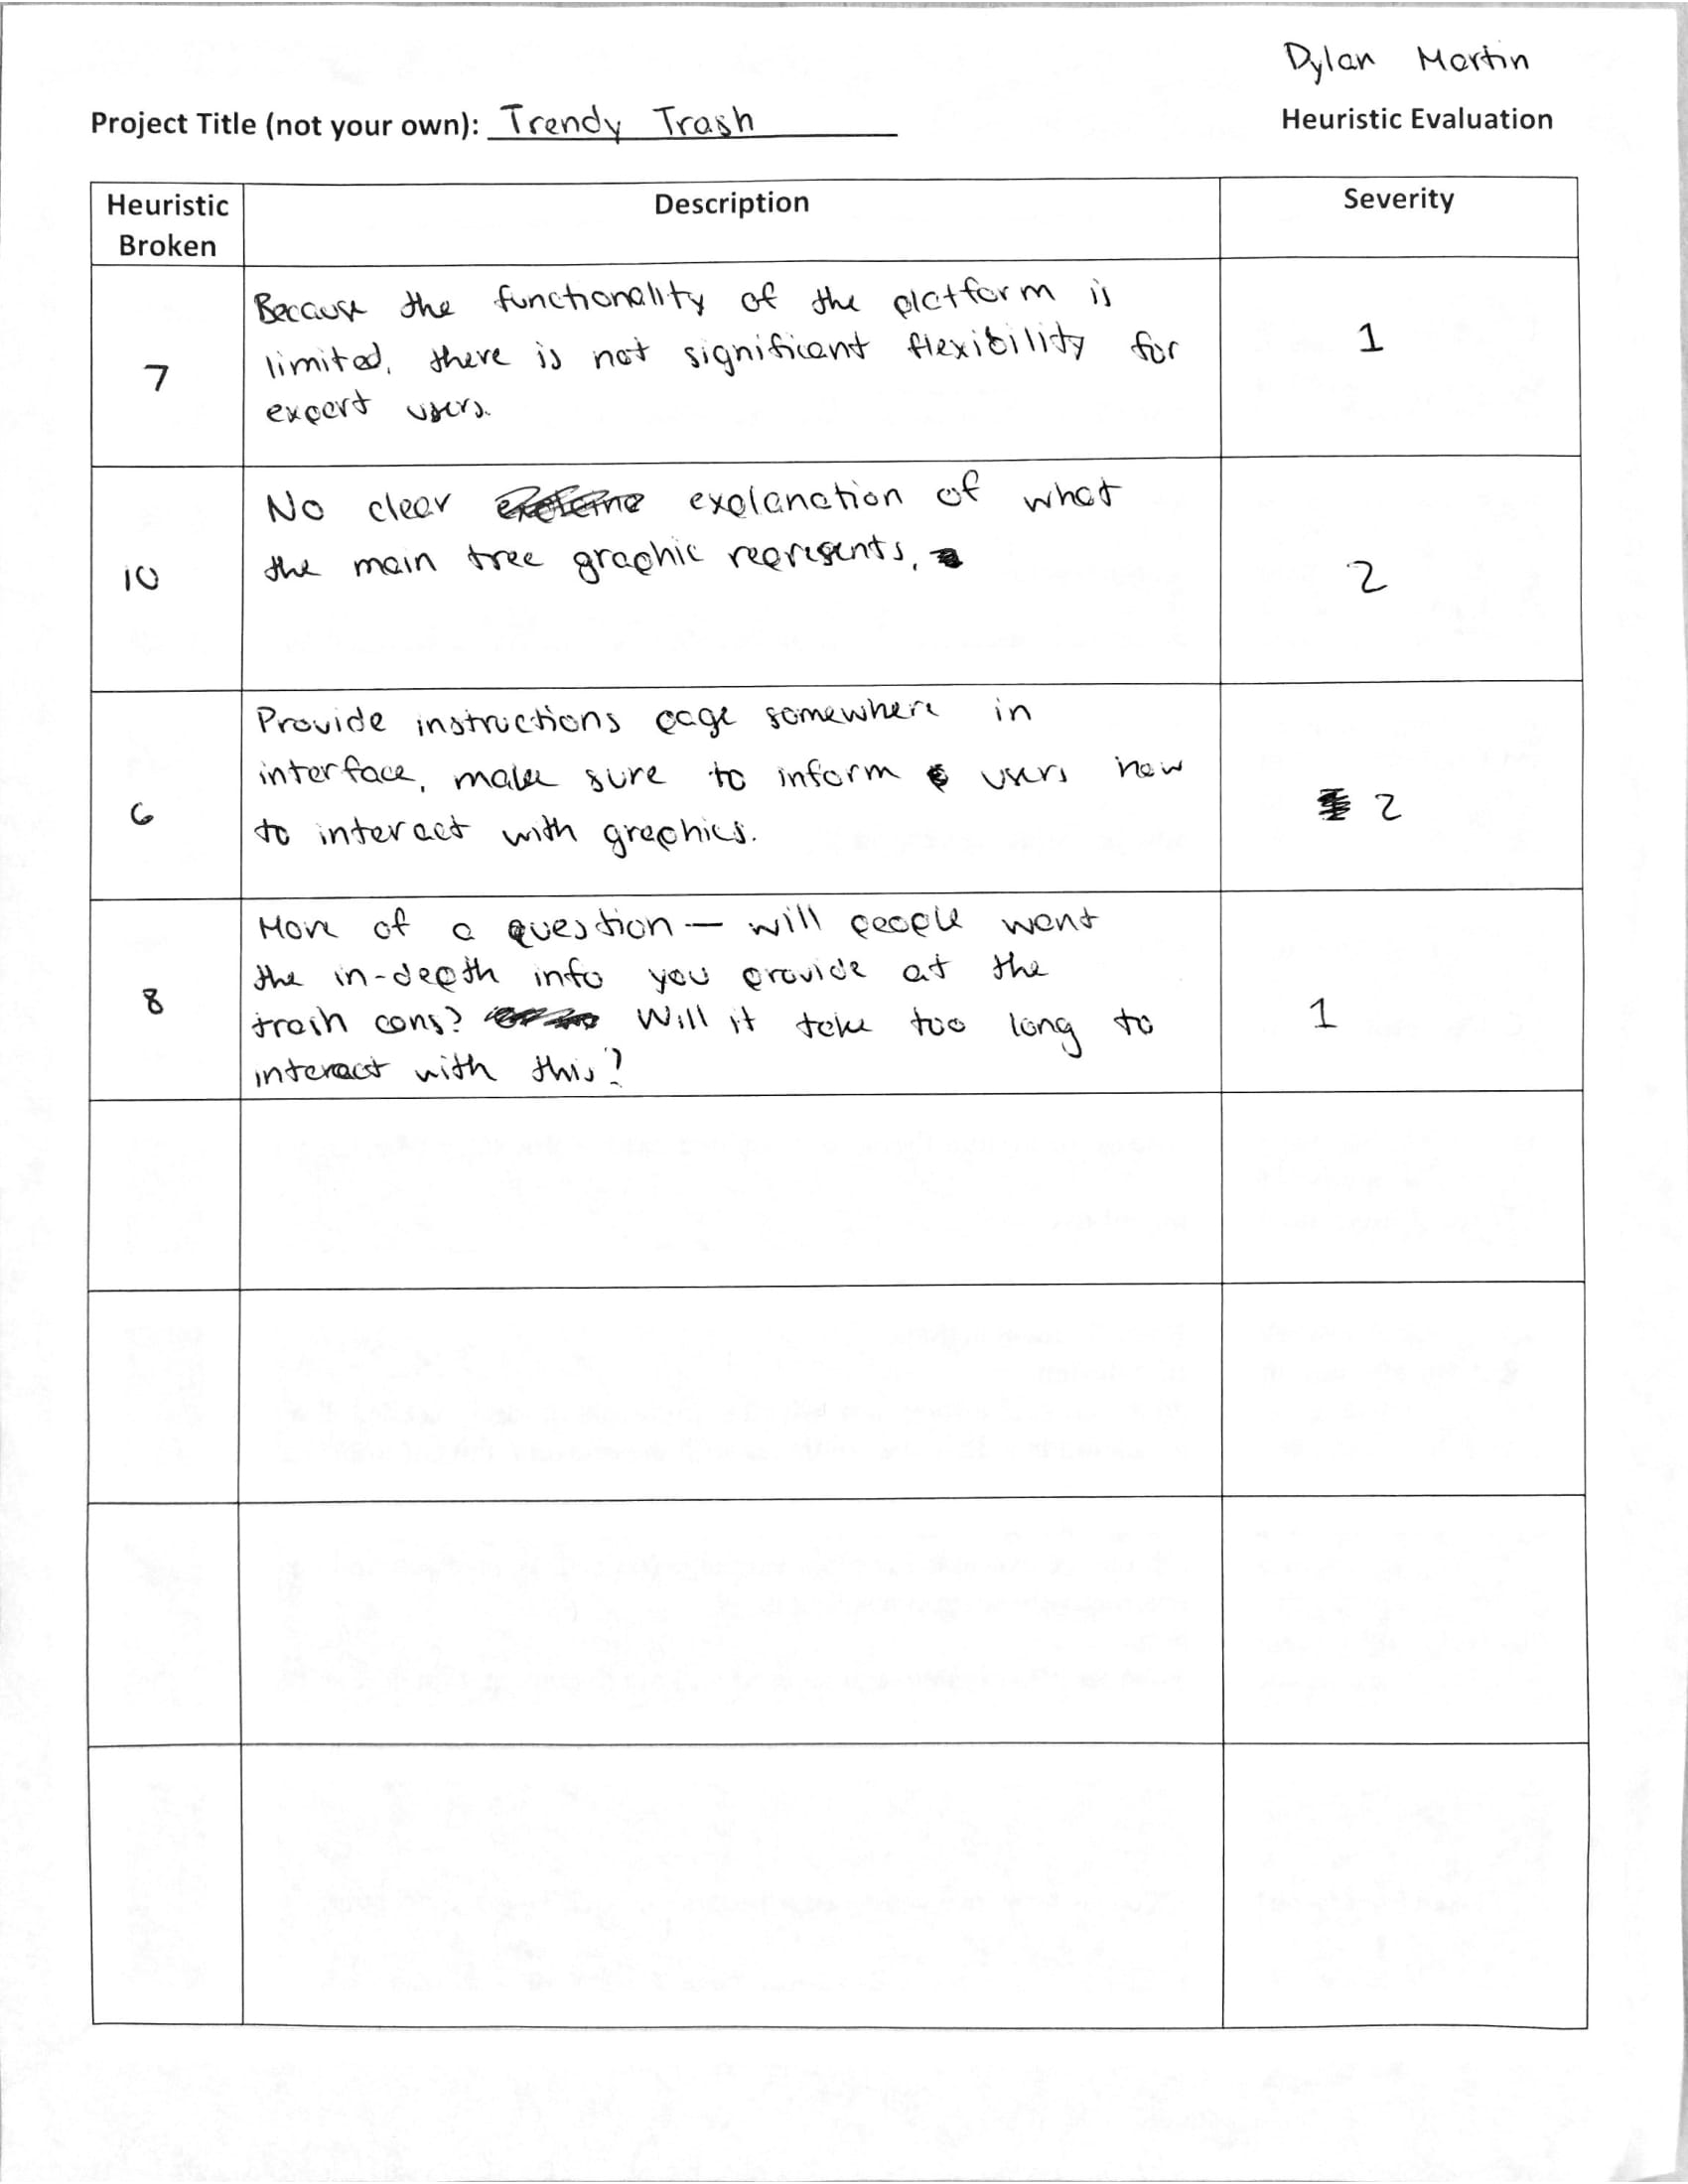 Dylan Martin
Project Title (not your own): Trendy Trash
Heuristic Evaluation
Heuristic Broken
Description
Severity
7
Because the functionality of the platform is
limited, there is not significant flexibility for
expert users.
1
10
No clear explanation of what
the main tree graphic represents.
2
6
Provide instructions page somewhere in
interface, make sure to inform users how
to interact with graphics.
2
8
More of a question — will people want
the in-depth info you provide at the
trash cans? Will it take too long to
interact with this?
1